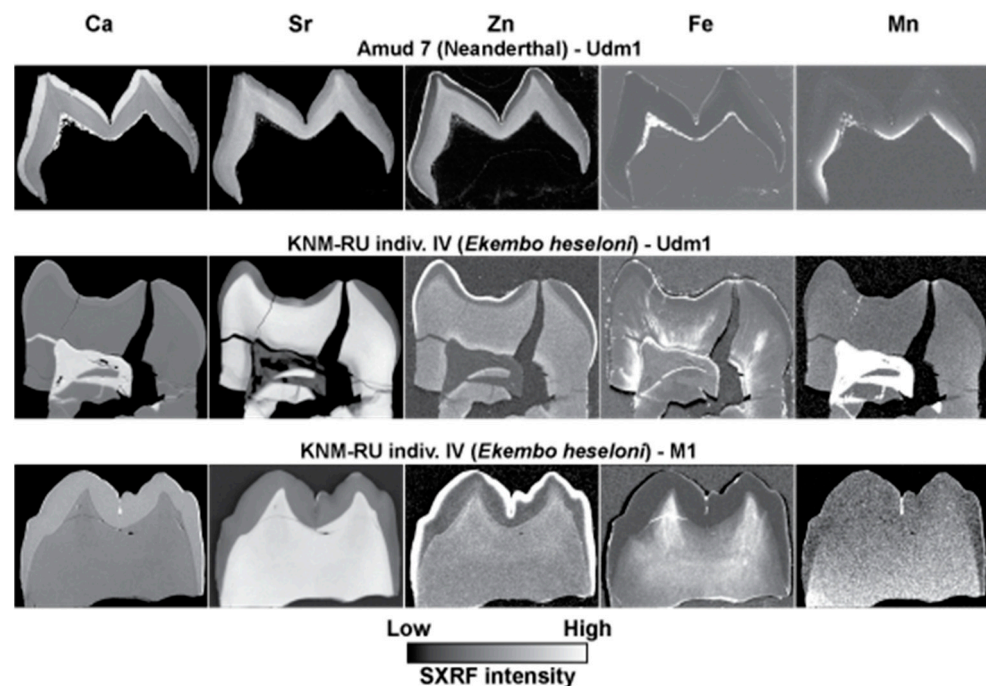 Ca Sr Zn Fe Mn
Amud 7 (Neanderthal) - Udm1
KNM-RU indiv. IV (Ekembo heseloni) - Udm1
KNM-RU indiv. IV (Ekembo heseloni) - M1
Low High
SXRF intensity